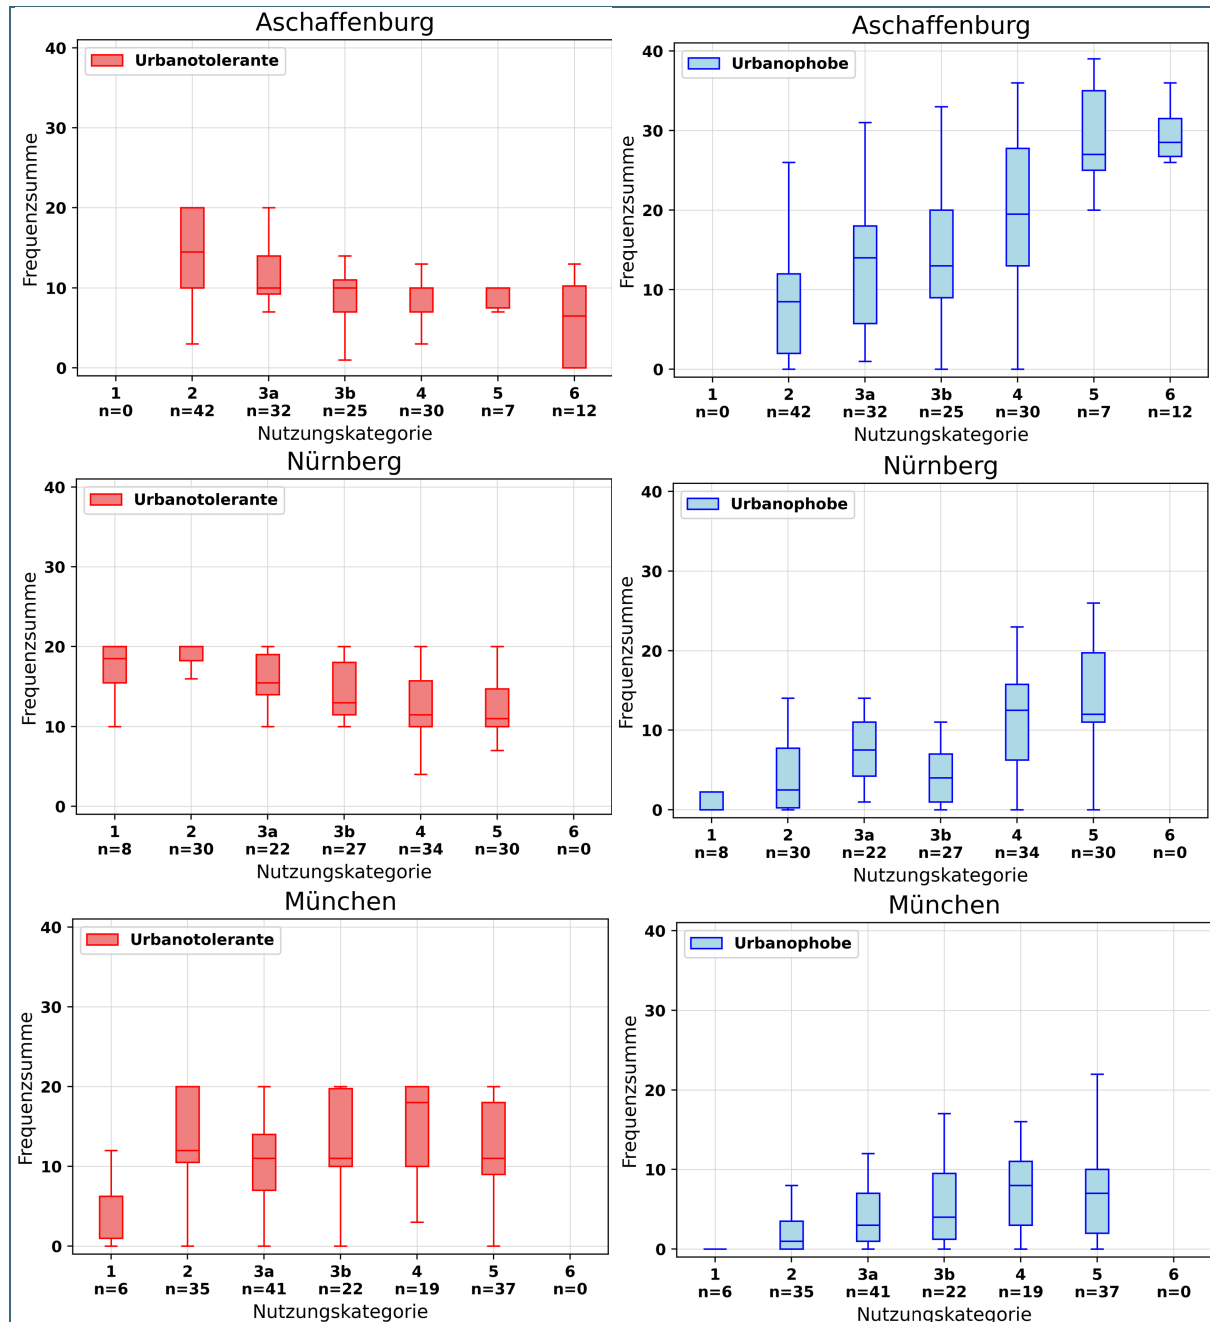 Aschaffenburg
Urbanotolerante
Frequenzsumme
40
30
20
10
0
1 2 3a 3b 4 5 6
n=0 n=42 n=32 n=25 n=30 n=7 n=12
Nutzungskategorie
Aschaffenburg
Urbanophobe
Frequenzsumme
40
30
20
10
0
1 2 3a 3b 4 5 6
n=0 n=42 n=32 n=25 n=30 n=7 n=12
Nutzungskategorie
Nürnberg
Urbanotolerante
Frequenzsumme
40
30
20
10
0
1 2 3a 3b 4 5 6
n=8 n=30 n=22 n=27 n=34 n=30 n=0
Nutzungskategorie
Nürnberg
Urbanophobe
Frequenzsumme
40
30
20
10
0
1 2 3a 3b 4 5 6
n=8 n=30 n=22 n=27 n=34 n=30 n=0
Nutzungskategorie
München
Urbanotolerante
Frequenzsumme
40
30
20
10
0
1 2 3a 3b 4 5 6
n=6 n=35 n=41 n=22 n=19 n=37 n=0
Nutzungskategorie
München
Urbanophobe
Frequenzsumme
40
30
20
10
0
1 2 3a 3b 4 5 6
n=6 n=35 n=41 n=22 n=19 n=37 n=0
Nutzungskategorie